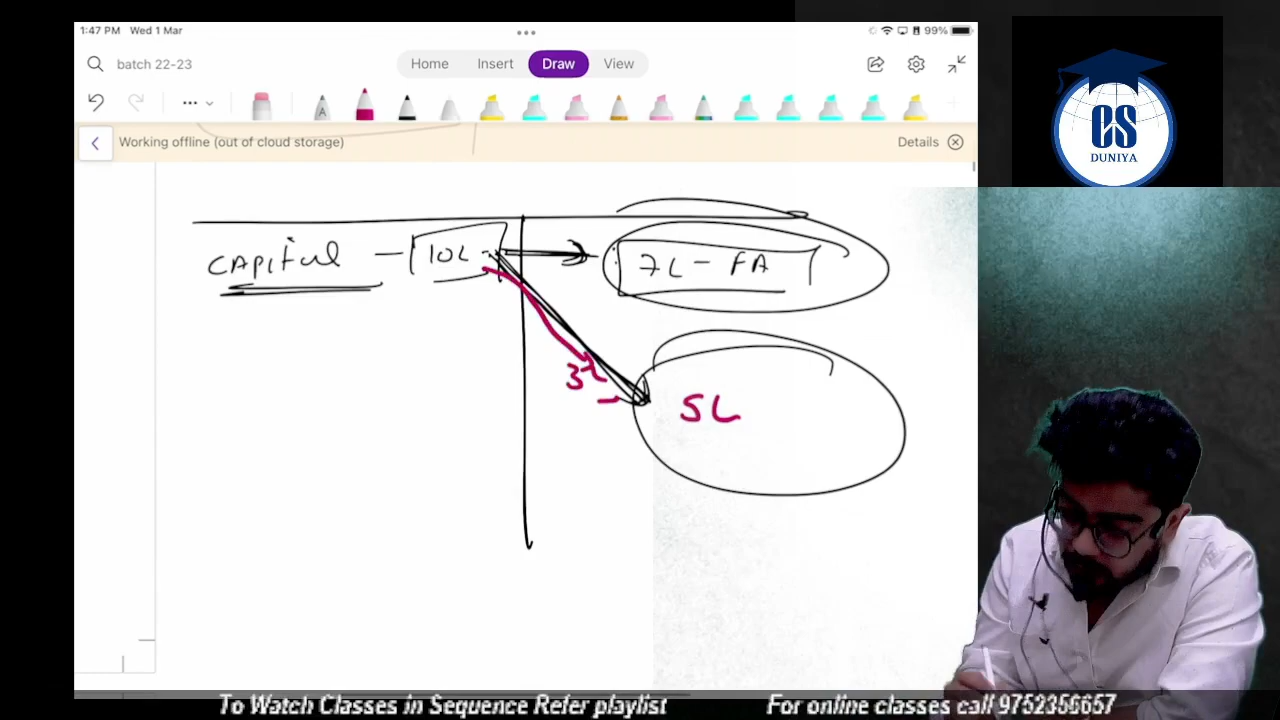 1:47 PM Wed 1 Mar
99%
batch 22-23
Home Insert Draw View
Working offline (out of cloud storage)
Details
CAPITAL - 10L
7L - FA
3L
5L
CS
DUNIYA
To Watch Classes in Sequence Refer playlist
For online classes call 9752356657